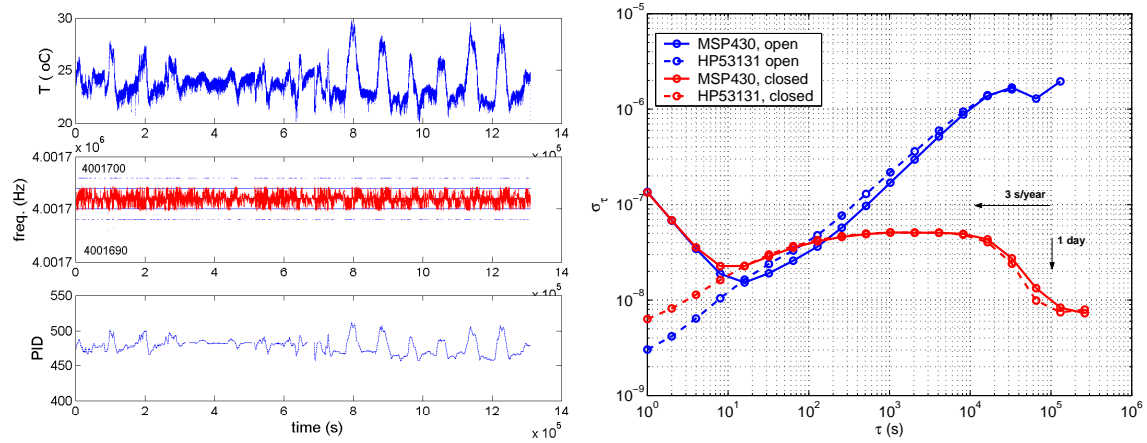 30
25
20
T ( oC)
0
2
4
6
8
10
12
14
x 10^5
4.0017 x 10^6
4001700
4.0017
4001690
4.0017
freq. (Hz)
0
2
4
6
8
10
12
14
x 10^5
550
500
450
400
PID
0
2
4
6
8
10
12
14
time (s)
x 10^5
10^-5
10^-6
10^-7
10^-8
10^-9
σ_τ
MSP430, open
HP53131 open
MSP430, closed
HP53131, closed
3 s/year
1 day
10^0
10^1
10^2
10^3
10^4
10^5
10^6
τ (s)